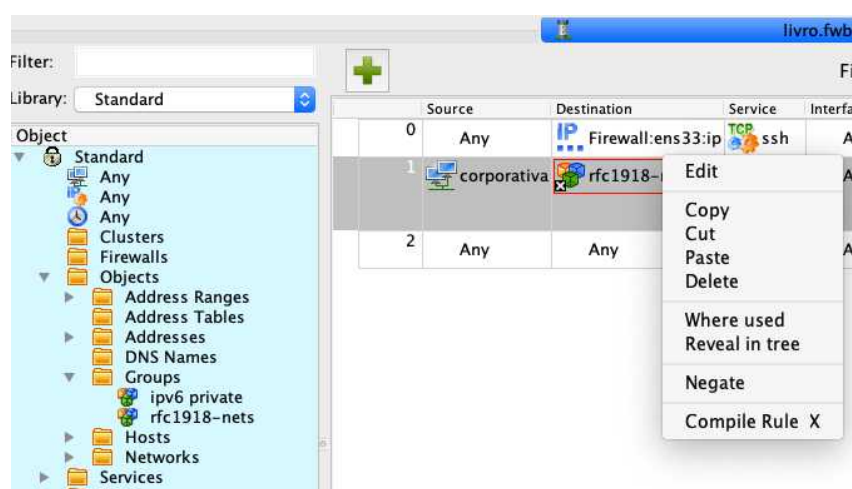 livro.fwb
Filter:
Fi
Library: Standard
Source Destination Service Interfa
Object
0 Any IP Firewall:ens33:ip TCP ssh A
Standard
Any
IP
Any
Any
1 corporativa rfc1918- A
Clusters
Firewalls
2 Any Any A
Objects
Address Ranges
Address Tables
Addresses
DNS Names
Groups
ipv6 private
rfc1918-nets
Hosts
Networks
Services
Edit
Copy
Cut
Paste
Delete
Where used
Reveal in tree
Negate
Compile Rule X